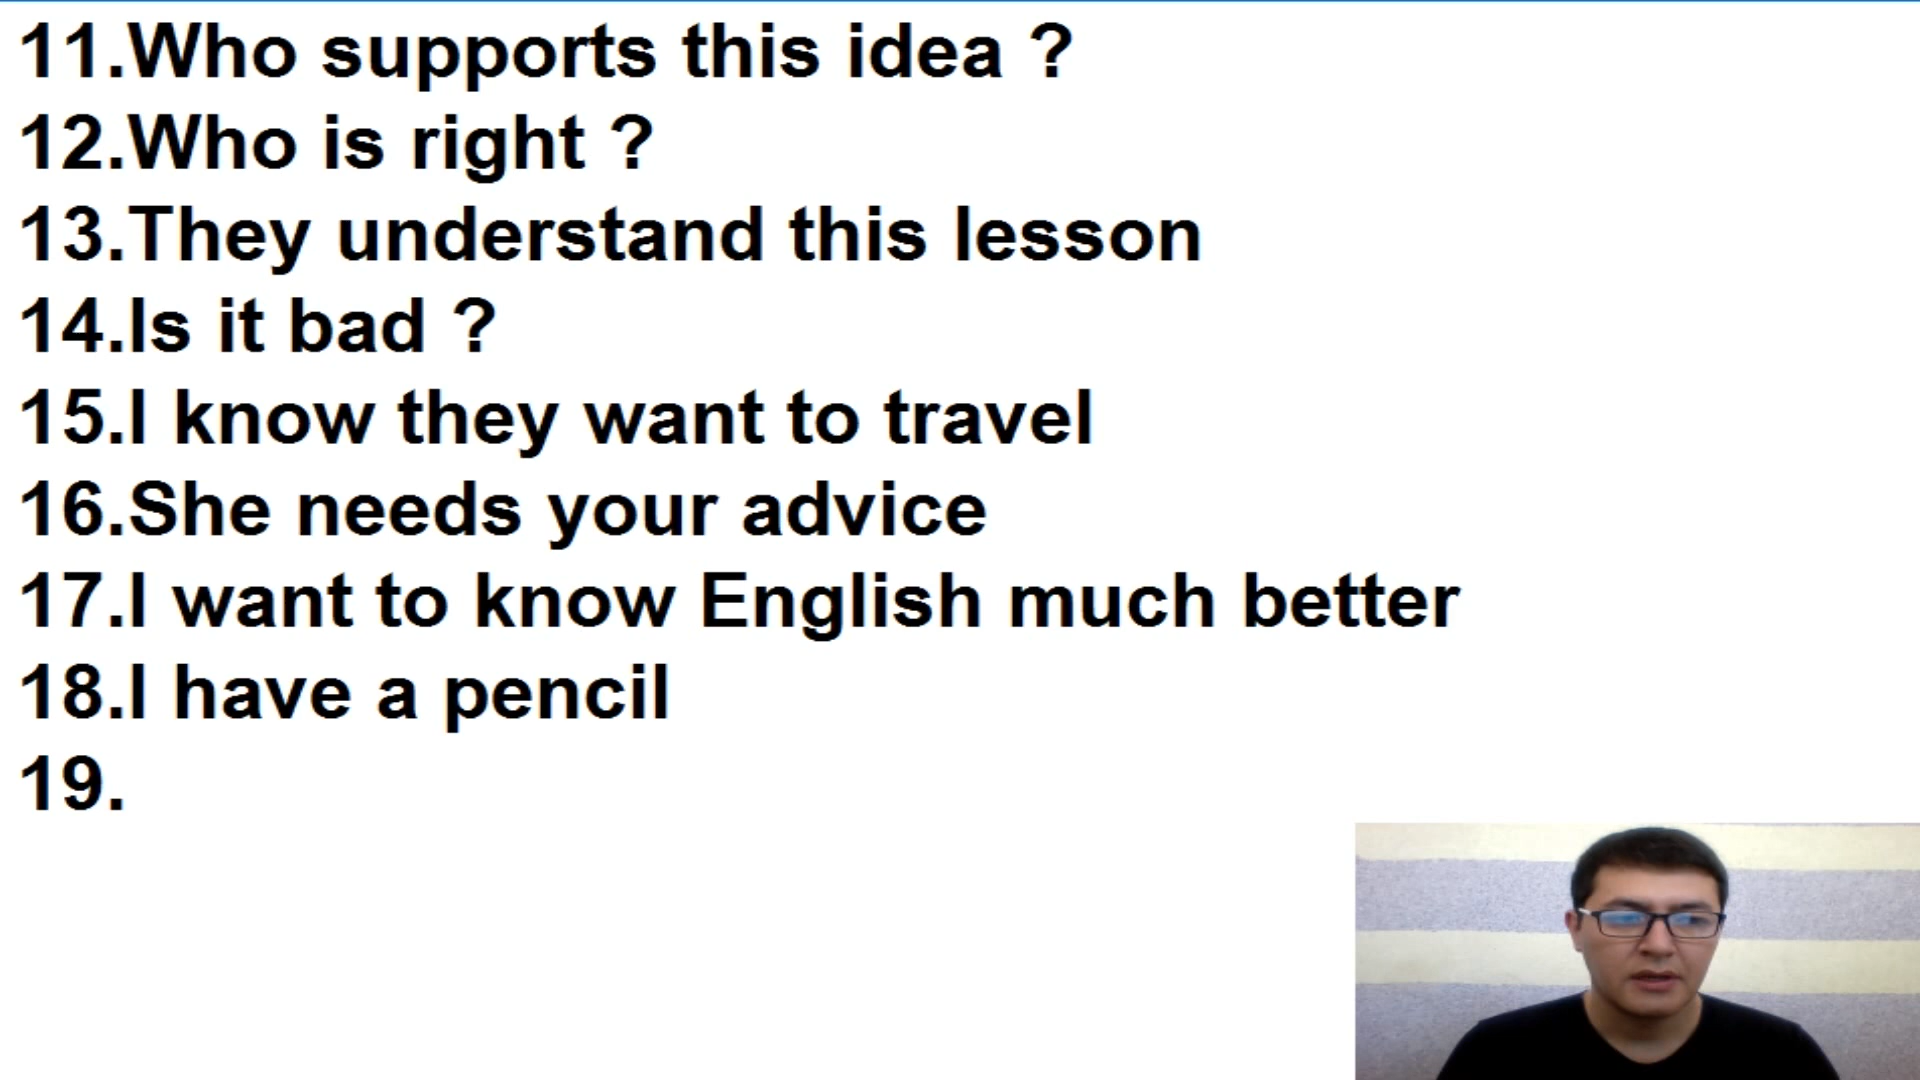 11.Who supports this idea ?
12.Who is right ?
13.They understand this lesson
14.Is it bad ?
15.I know they want to travel
16.She needs your advice
17.I want to know English much better
18.I have a pencil
19.